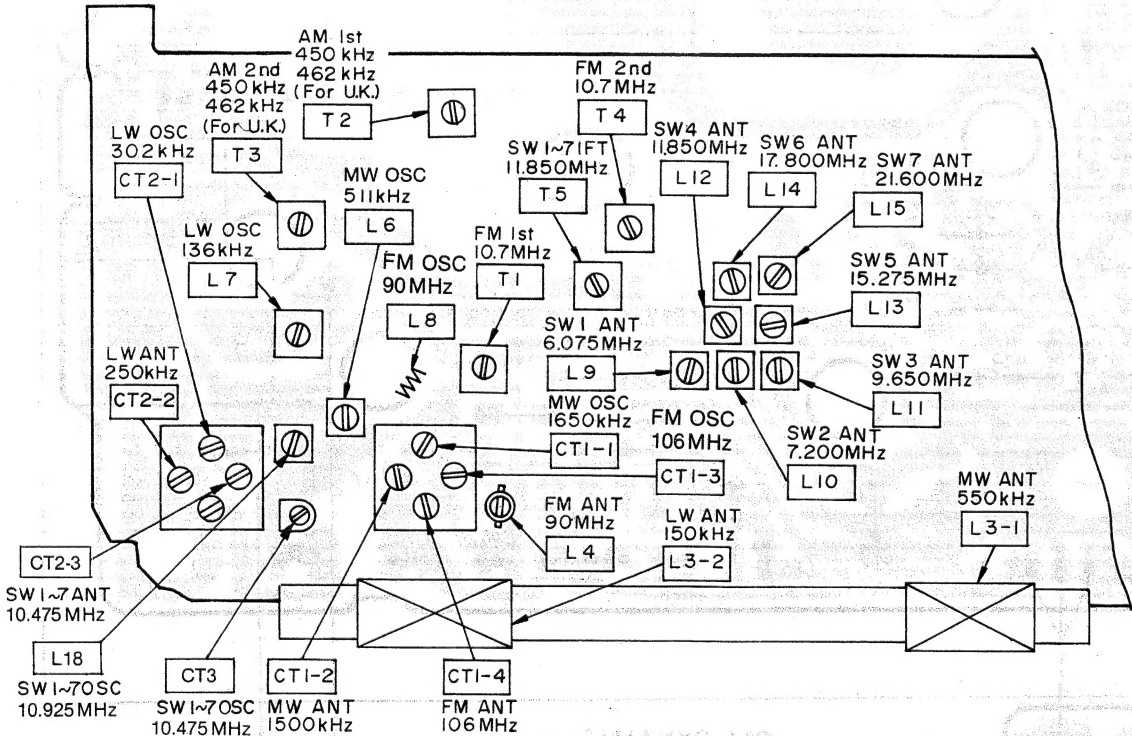 AM 1st
450 kHz
462 kHz
(For U.K.)
T2
AM 2nd
450 kHz
462 kHz
(For U.K.)
T3
LW OSC
302 kHz
CT2-1
LW OSC
136 kHz
L7
MW OSC
511 kHz
L6
FM OSC
90 MHz
L8
FM 1st
10.7 MHz
T1
FM 2nd
10.7 MHz
T4
SW1~7 IFT
11.850 MHz
T5
SW4 ANT
11.850 MHz
L12
SW6 ANT
17.800 MHz
L14
SW7 ANT
21.600 MHz
L15
SW5 ANT
15.275 MHz
L13
SW1 ANT
6.075 MHz
L9
SW3 ANT
9.650 MHz
L11
SW2 ANT
7.200 MHz
L10
LW ANT
250 kHz
CT2-2
MW OSC
1650 kHz
CT1-1
FM OSC
106 MHz
CT1-3
FM ANT
90 MHz
L4
LW ANT
150 kHz
L3-2
MW ANT
550 kHz
L3-1
CT2-3
SW1~7 ANT
10.475 MHz
L18
SW1~7 OSC
10.925 MHz
CT3
SW1~7 OSC
10.475 MHz
CT1-2
MW ANT
1500 kHz
CT1-4
FM ANT
106 MHz